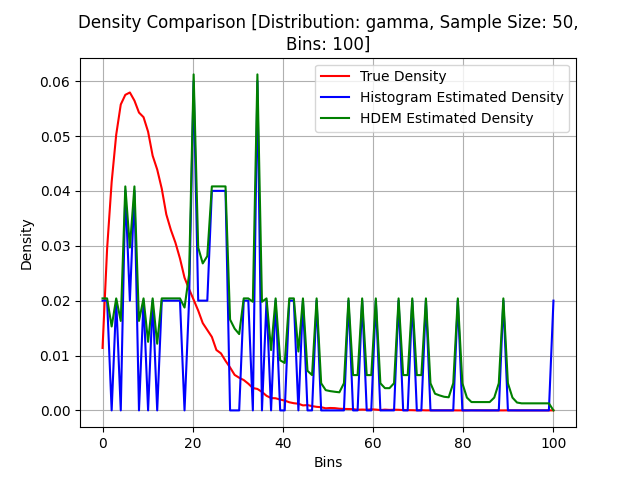 Density Comparison [Distribution: gamma, Sample Size: 50,
Bins: 100]
True Density
Histogram Estimated Density
HDEM Estimated Density
Density
0.06
0.05
0.04
0.03
0.02
0.01
0.00
0 20 40 60 80 100
Bins